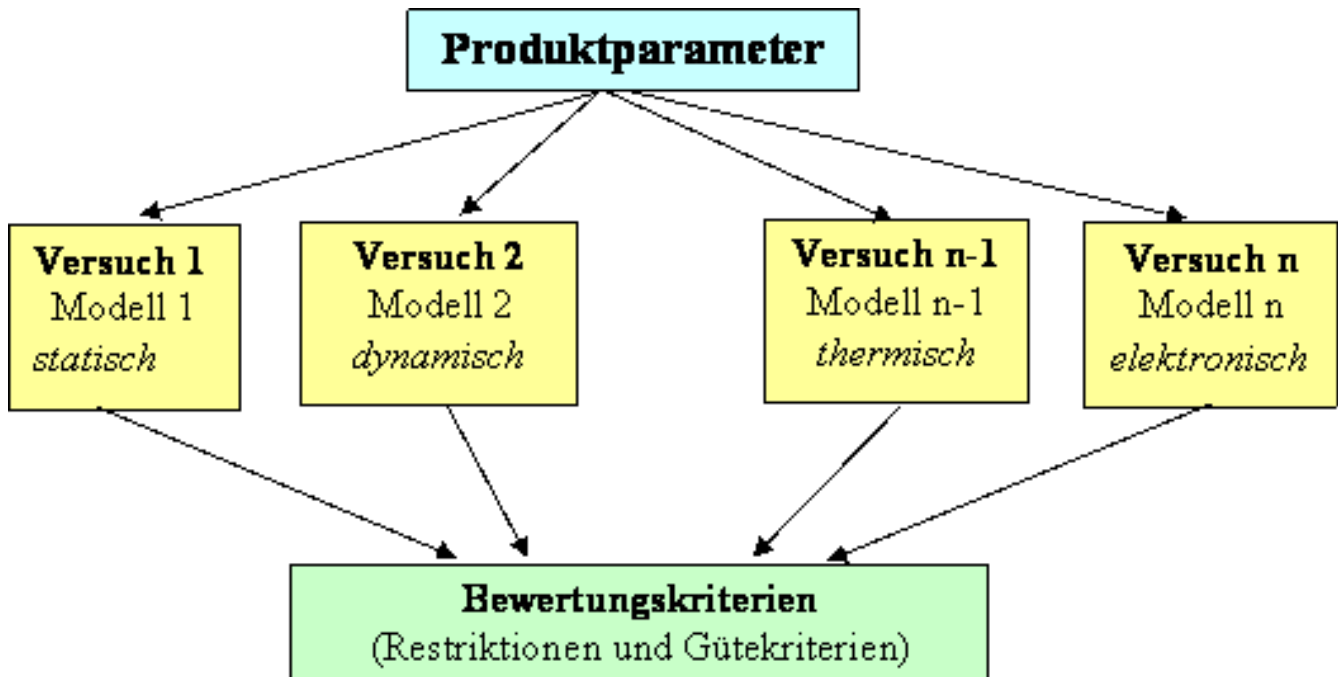 Produktparameter
Versuch 1
Modell 1
statisch
Versuch 2
Modell 2
dynamisch
Versuch n-1
Modell n-1
thermisch
Versuch n
Modell n
elektronisch
Bewertungskriterien
(Restriktionen und Gütekriterien)